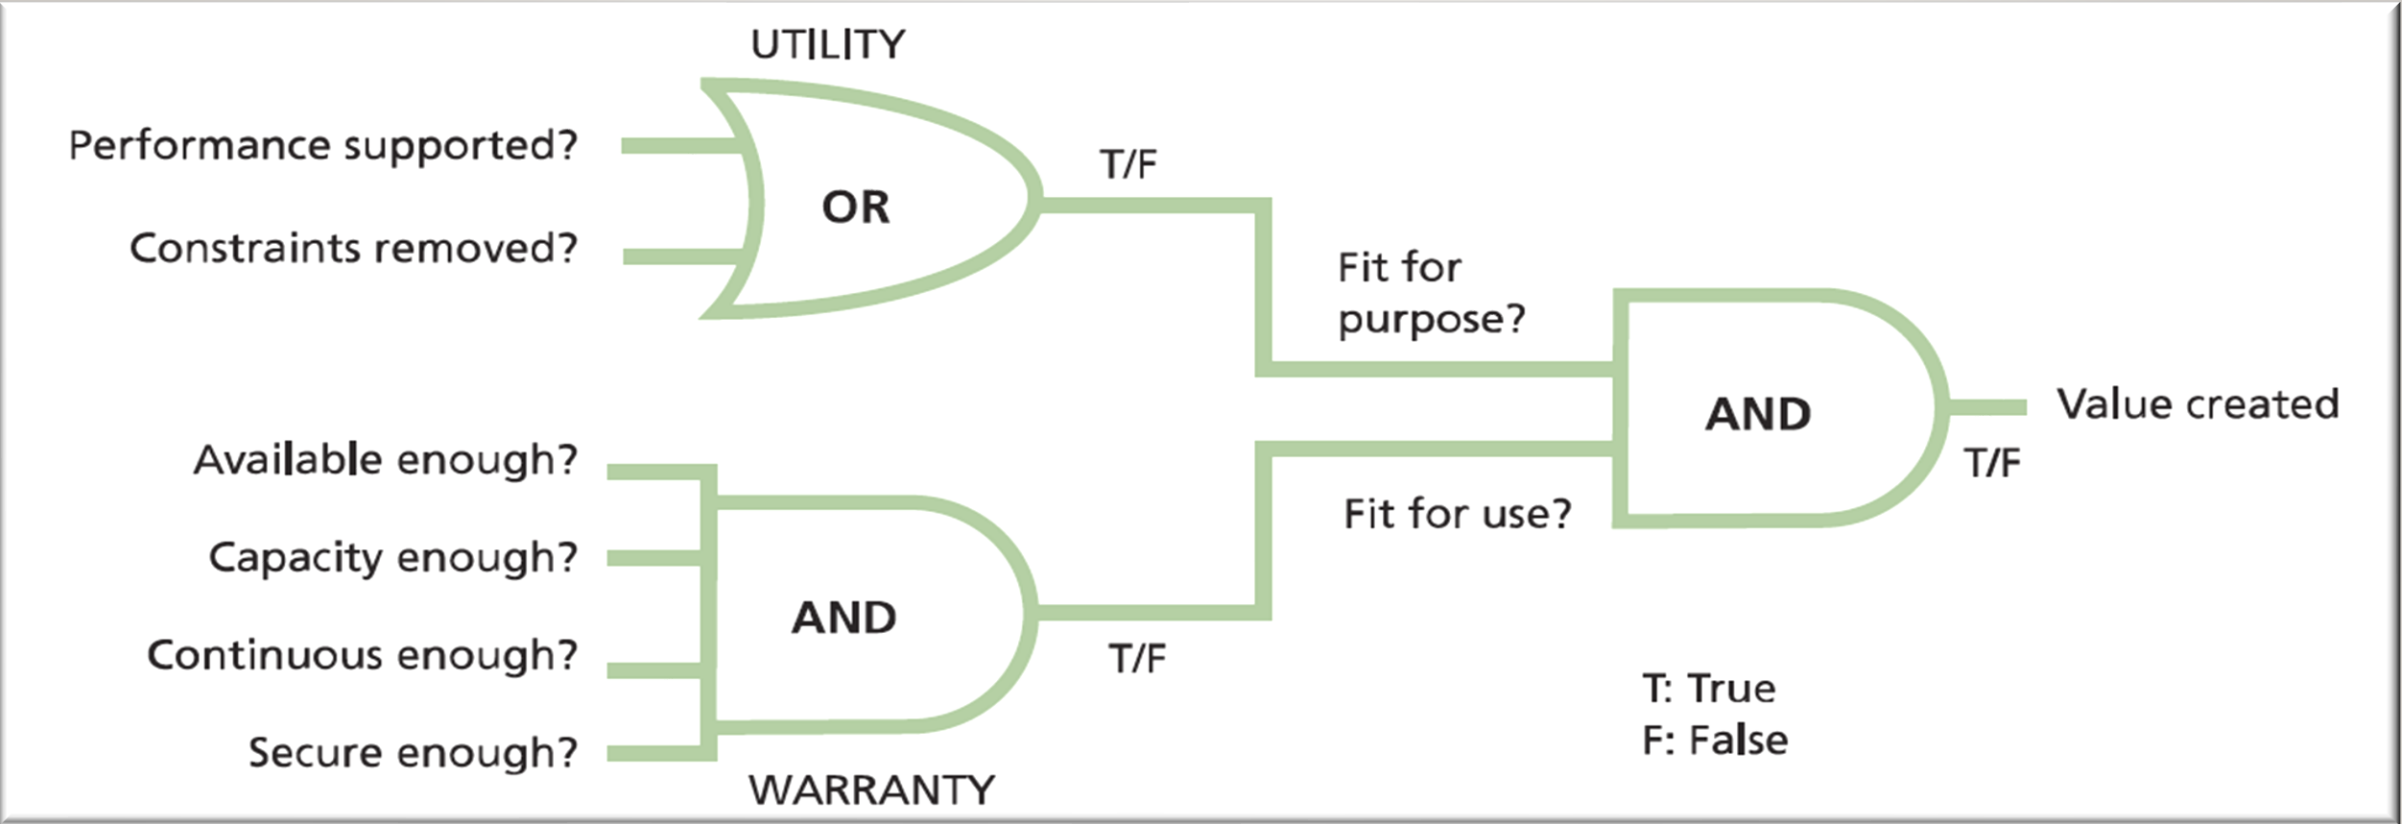 UTILITY
Performance supported?
Constraints removed?
OR
T/F
Fit for
purpose?
Available enough?
Capacity enough?
Continuous enough?
Secure enough?
AND
WARRANTY
T/F
Fit for use?
AND
Value created
T/F
T: True
F: False